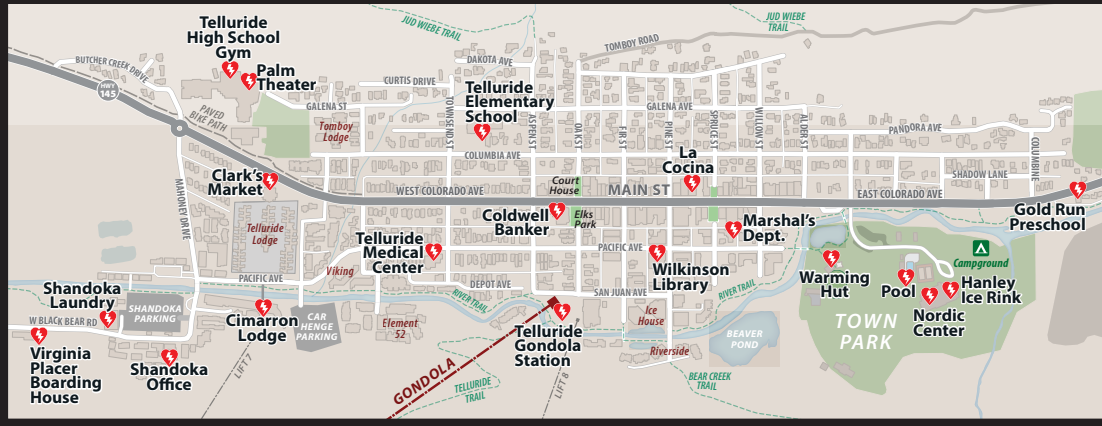 JUD WIEBE TRAIL
JUD WIEBE
TRAIL
Telluride
High School
Gym
Palm
Theater
BUTCHER CREEK DRIVE
HWY
145
PAVED
BIKE PATH
CURTIS DRIVE
GALENA ST
Tomboy
Lodge
TOWNSEND ST
DAKOTA AVE
Telluride
Elementary
School
ASPEN ST
COLUMBIA AVE
TOMBOY ROAD
OAK ST
FIR ST
PINE ST
SPRUCE ST
WILLOW ST
ALDER ST
GALENA AVE
PANDORA AVE
COLUMBINE
SHADOW LANE
Clark's
Market
MAHONEY DRIVE
WEST COLORADO AVE
Court
House
MAIN ST
La
Cocina
EAST COLORADO AVE
Gold Run
Preschool
Telluride
Lodge
Coldwell
Banker
Elks
Park
Marshal's
Dept.
Telluride
Medical
Center
PACIFIC AVE
Wilkinson
Library
Viking
PACIFIC AVE
DEPOT AVE
SAN JUAN AVE
RIVER TRAIL
RIVER TRAIL
Warming
Hut
Pool
Nordic
Center
Hanley
Ice Rink
Campground
TOWN
PARK
Shandoka
Laundry
W BLACK BEAR RD
SHANDOKA
PARKING
Cimarron
Lodge
CAR
HENGE
PARKING
Element
52
Telluride
Gondola
Station
Ice
House
Riverside
BEAVER
POND
Virginia
Placer
Boarding
House
Shandoka
Office
LIFT 7
GONDOLA
TELLURIDE
TRAIL
LIFT 8
BEAR CREEK
TRAIL